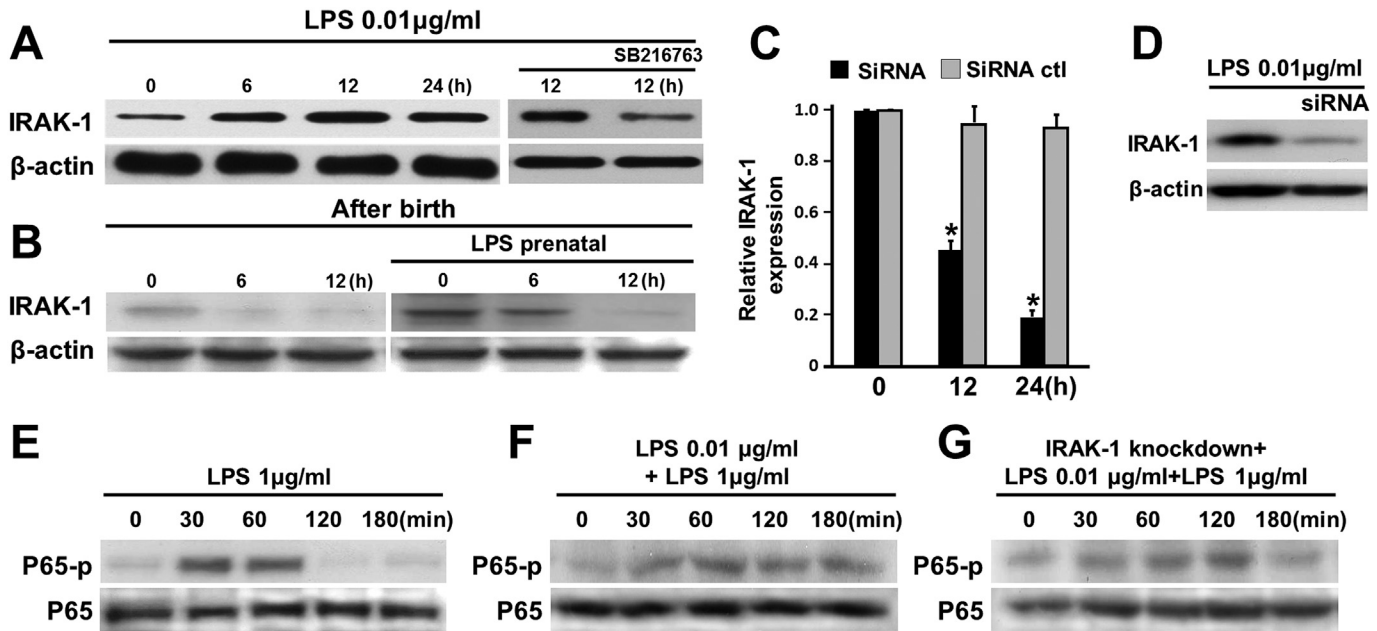 A
LPS 0.01µg/ml
SB216763
0 6 12 24 (h) 12 12 (h)
IRAK-1
β-actin
After birth
B
LPS prenatal
0 6 12 (h) 0 6 12 (h)
IRAK-1
β-actin
C
SiRNA SiRNA ctl
Relative IRAK-1
expression
1.0
0.8
0.6
0.4
0.2
0
* *
0 12 24(h)
D
LPS 0.01µg/ml
siRNA
IRAK-1
β-actin
E
LPS 1µg/ml
0 30 60 120 180(min)
P65-p
P65
F
LPS 0.01 µg/ml
+ LPS 1µg/ml
0 30 60 120 180(min)
P65-p
P65
G
IRAK-1 knockdown+
LPS 0.01 µg/ml+LPS 1µg/ml
0 30 60 120 180(min)
P65-p
P65